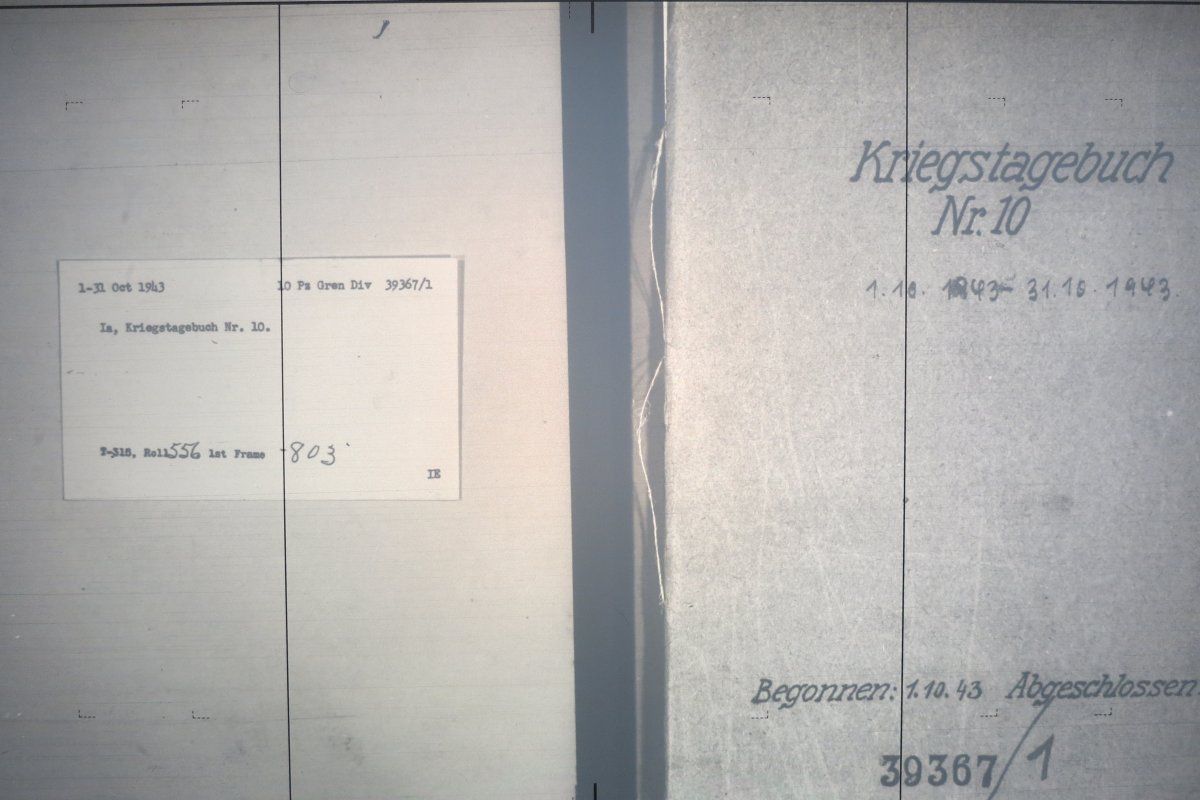 1-31 Oct 1943 10 Pz Gren Div 39367/1
Ia, Kriegstagebuch Nr. 10.
T-315, Roll 556 1st Frame 803
IE
Kriegstagebuch
Nr. 10
1.10. 1943 - 31.10. 1943.
Begonnen: 1.10.43 Abgeschlossen
39367/1